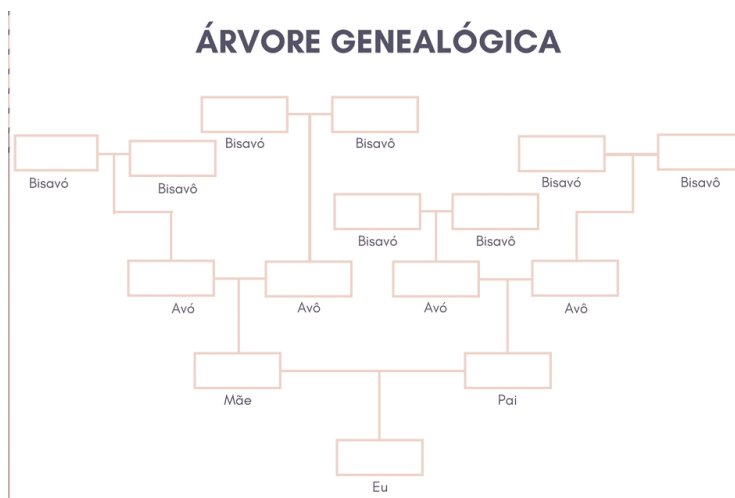 ÁRVORE GENEALÓGICA
Bisavó
Bisavô
Bisavó
Bisavô
Bisavó
Bisavô
Bisavó
Bisavô
Avó
Avô
Avó
Avô
Mãe
Pai
Eu